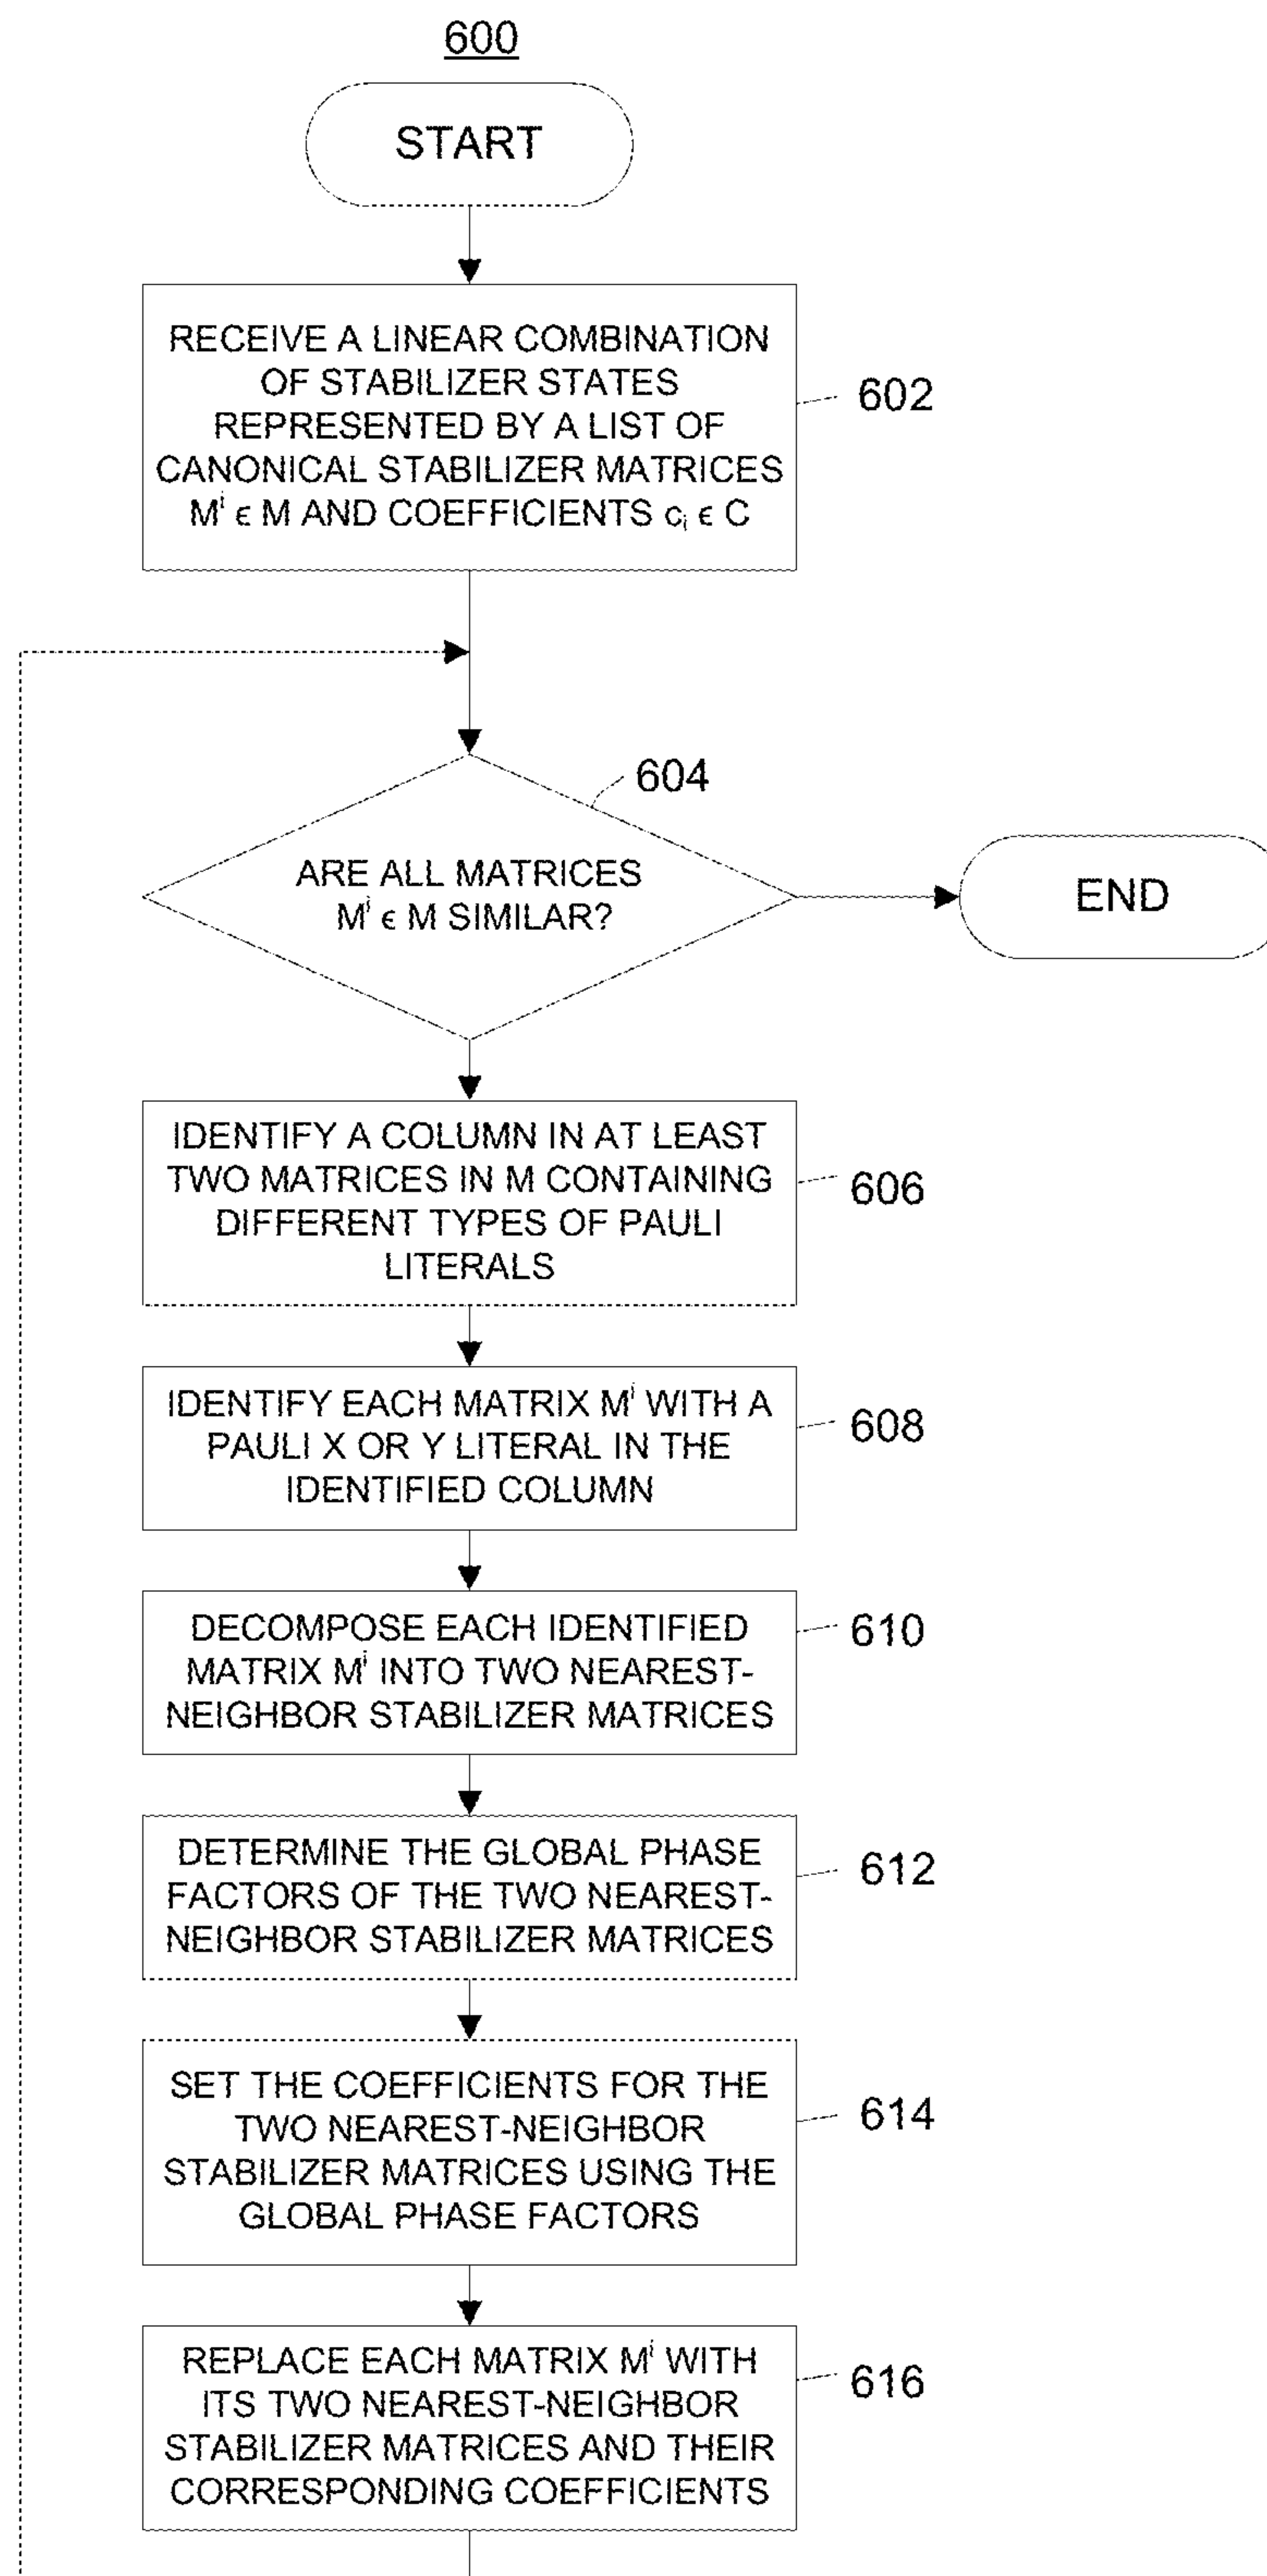 600
START
RECEIVE A LINEAR COMBINATION
OF STABILIZER STATES
REPRESENTED BY A LIST OF
CANONICAL STABILIZER MATRICES
Mⁱ ϵ M AND COEFFICIENTS cᵢ ϵ C
602
604
ARE ALL MATRICES
Mⁱ ϵ M SIMILAR?
END
IDENTIFY A COLUMN IN AT LEAST
TWO MATRICES IN M CONTAINING
DIFFERENT TYPES OF PAULI
LITERALS
606
IDENTIFY EACH MATRIX Mⁱ WITH A
PAULI X OR Y LITERAL IN THE
IDENTIFIED COLUMN
608
DECOMPOSE EACH IDENTIFIED
MATRIX Mⁱ INTO TWO NEAREST-
NEIGHBOR STABILIZER MATRICES
610
DETERMINE THE GLOBAL PHASE
FACTORS OF THE TWO NEAREST-
NEIGHBOR STABILIZER MATRICES
612
SET THE COEFFICIENTS FOR THE
TWO NEAREST-NEIGHBOR
STABILIZER MATRICES USING THE
GLOBAL PHASE FACTORS
614
REPLACE EACH MATRIX Mⁱ WITH
ITS TWO NEAREST-NEIGHBOR
STABILIZER MATRICES AND THEIR
CORRESPONDING COEFFICIENTS
616